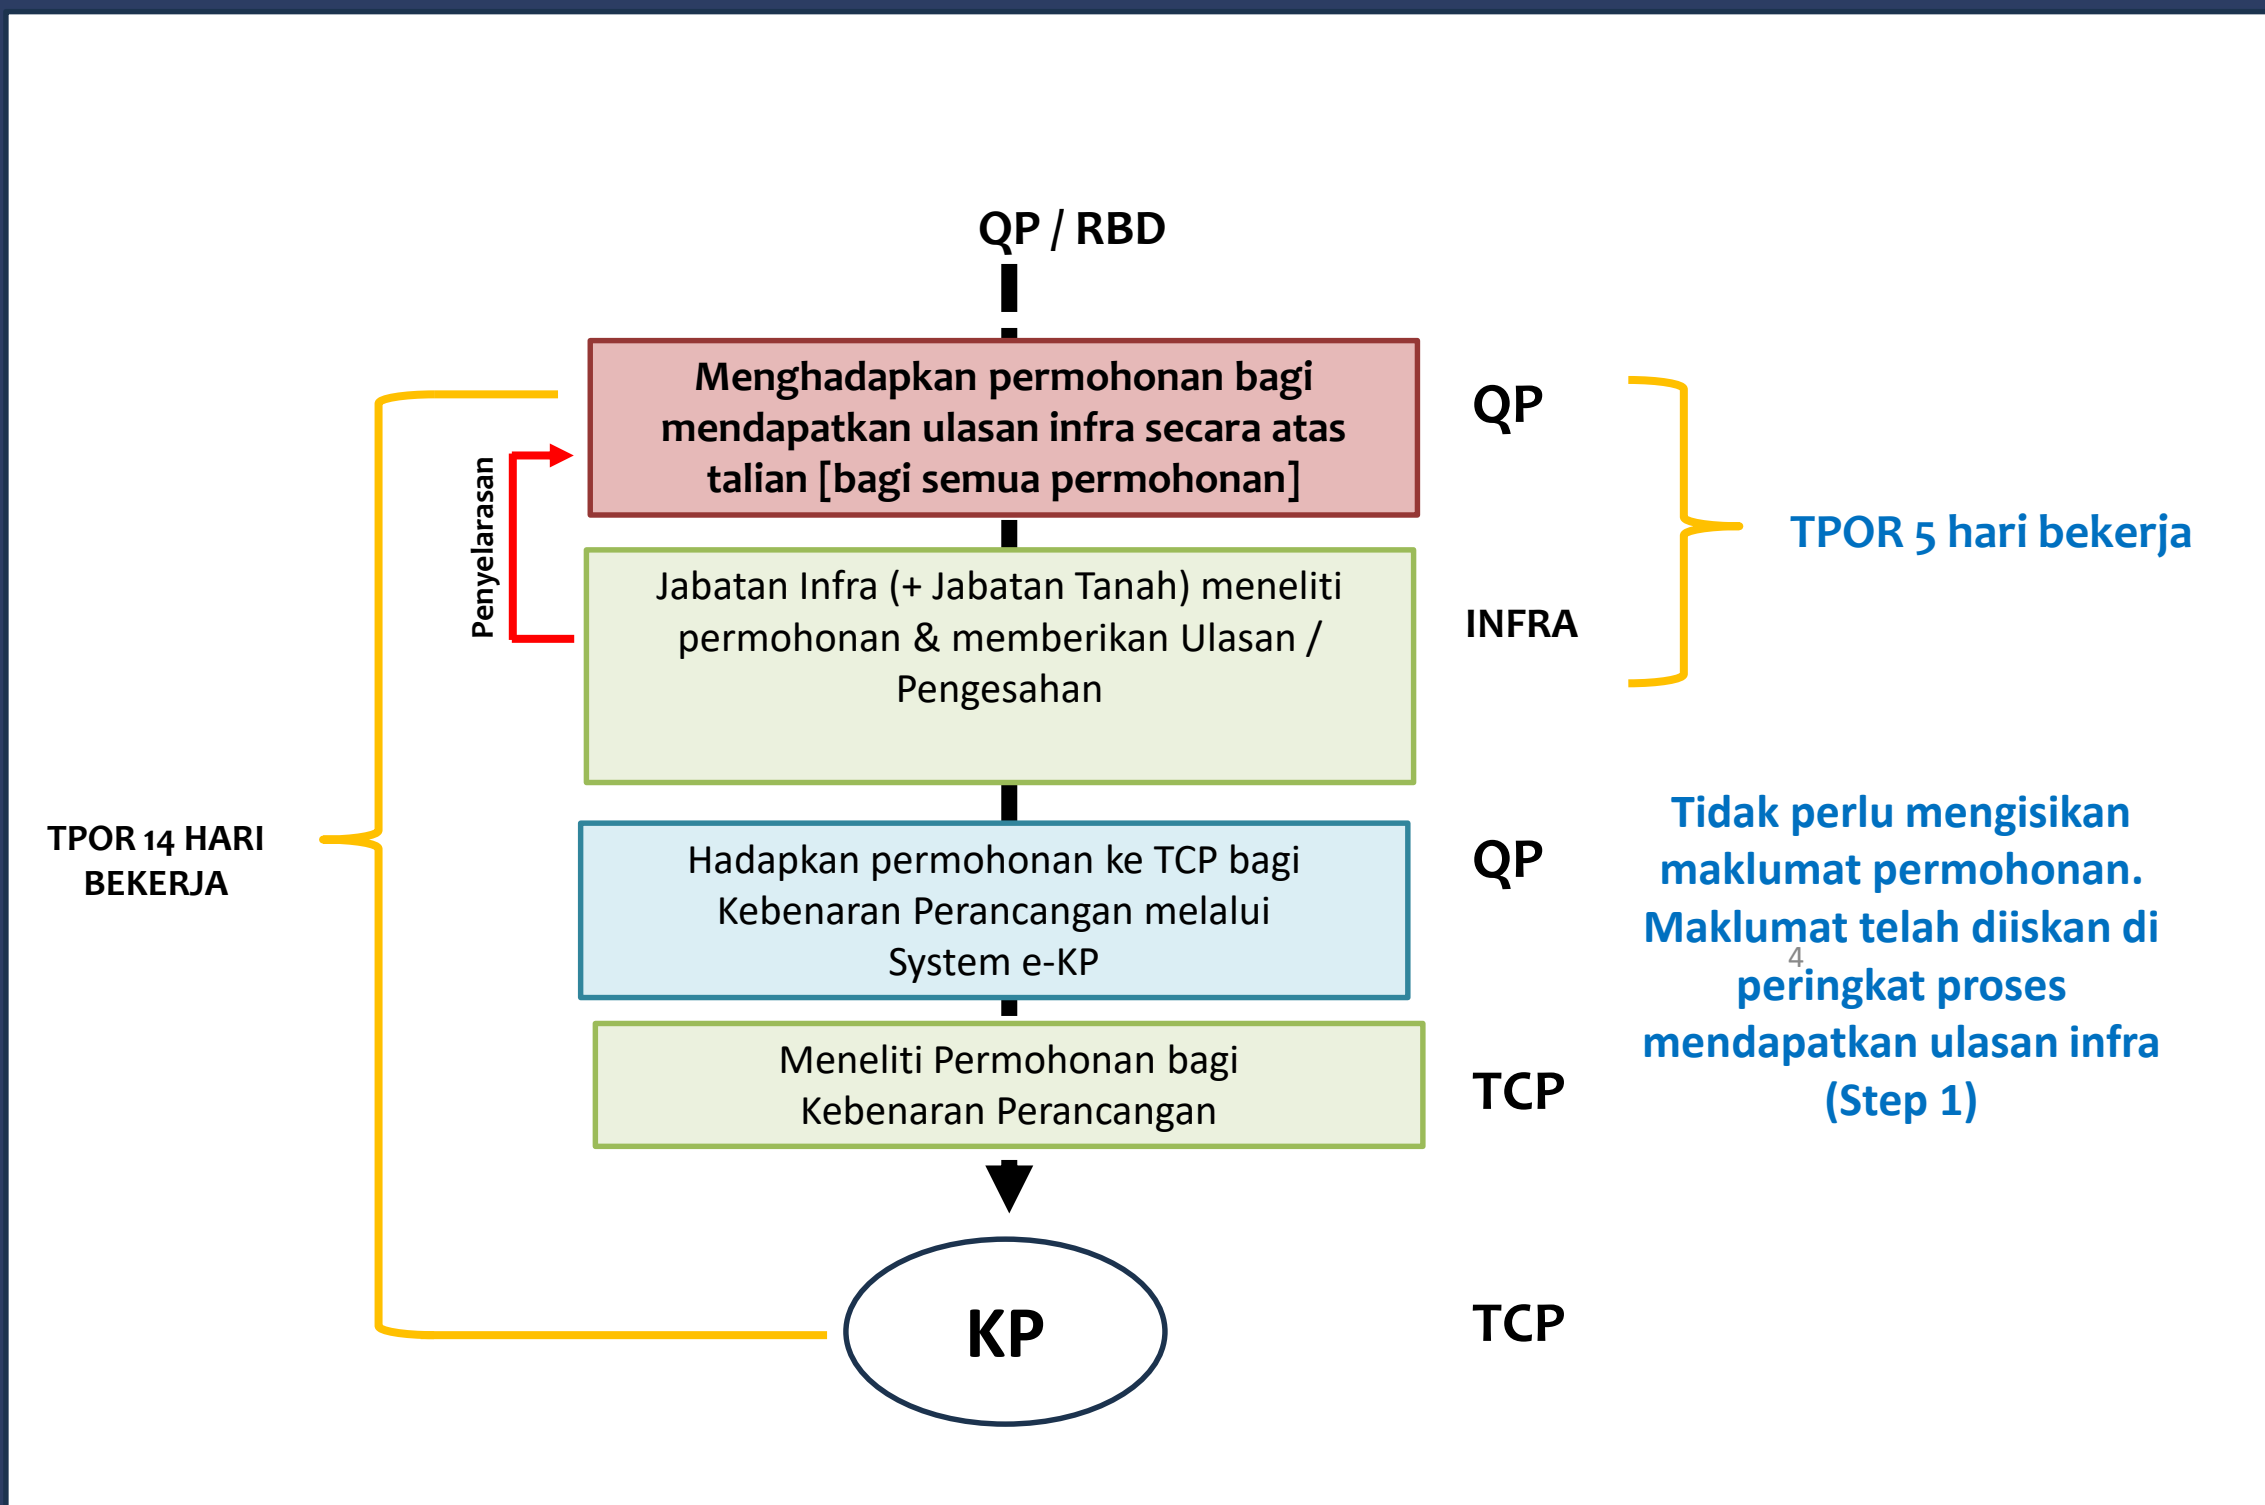 QP / RBD
Menghadapkan permohonan bagi
mendapatkan ulasan infra secara atas
talian [bagi semua permohonan]
QP
Penyelarasan
TPOR 5 hari bekerja
Jabatan Infra (+ Jabatan Tanah) meneliti
permohonan & memberikan Ulasan /
Pengesahan
INFRA
TPOR 14 HARI
BEKERJA
Hadapkan permohonan ke TCP bagi
Kebenaran Perancangan melalui
System e-KP
QP
Tidak perlu mengisikan
maklumat permohonan.
Maklumat telah diiskan di
peringkat proses
mendapatkan ulasan infra
(Step 1)
4
Meneliti Permohonan bagi
Kebenaran Perancangan
TCP
KP
TCP